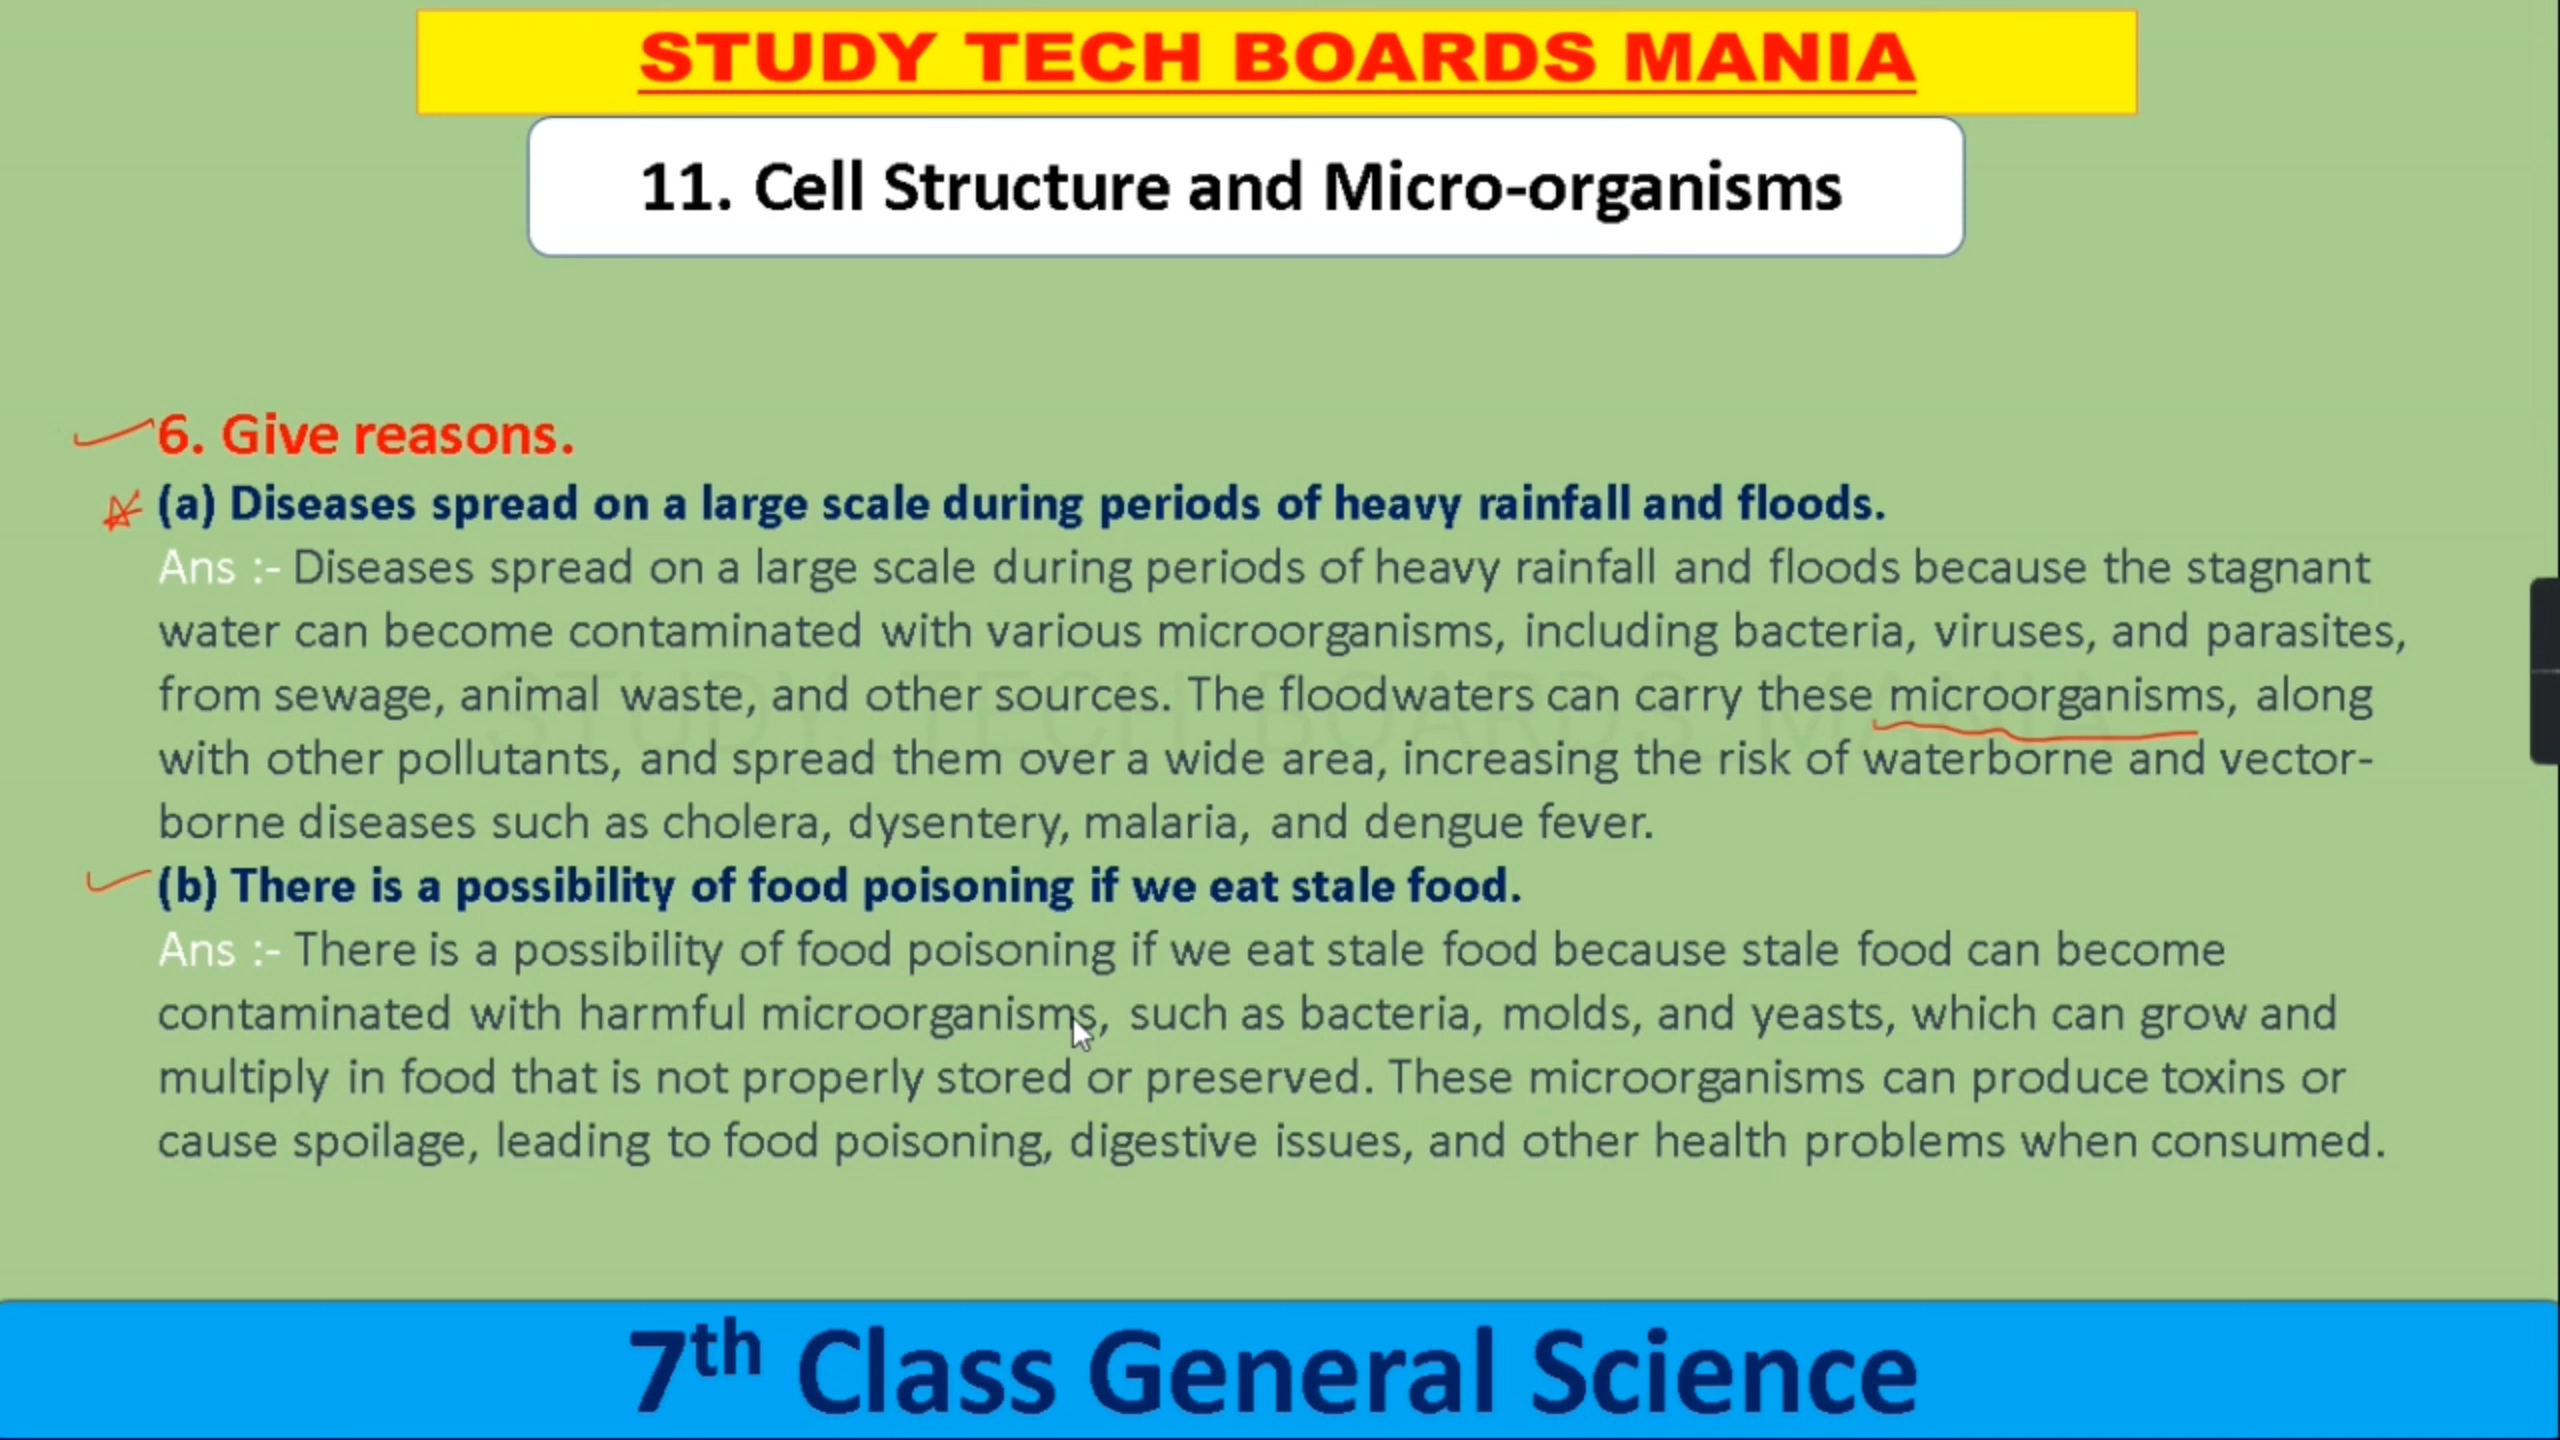 STUDY TECH BOARDS MANIA
11. Cell Structure and Micro-organisms
6. Give reasons.
(a) Diseases spread on a large scale during periods of heavy rainfall and floods.
Ans :- Diseases spread on a large scale during periods of heavy rainfall and floods because the stagnant
water can become contaminated with various microorganisms, including bacteria, viruses, and parasites,
from sewage, animal waste, and other sources. The floodwaters can carry these microorganisms, along
with other pollutants, and spread them over a wide area, increasing the risk of waterborne and vector-
borne diseases such as cholera, dysentery, malaria, and dengue fever.
(b) There is a possibility of food poisoning if we eat stale food.
Ans :- There is a possibility of food poisoning if we eat stale food because stale food can become
contaminated with harmful microorganisms, such as bacteria, molds, and yeasts, which can grow and
multiply in food that is not properly stored or preserved. These microorganisms can produce toxins or
cause spoilage, leading to food poisoning, digestive issues, and other health problems when consumed.
STUDY TECH BOARDS MANIA
7th Class General Science